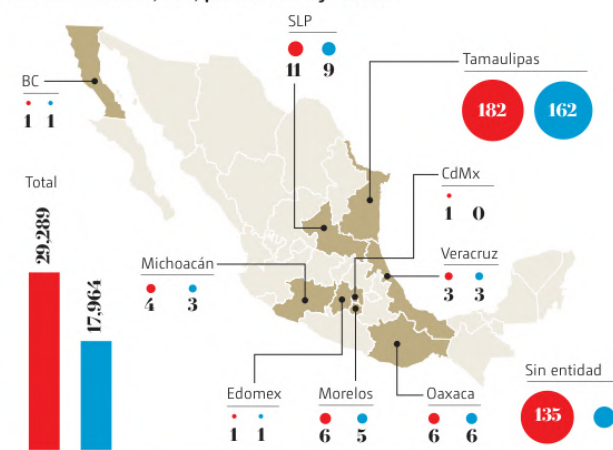 SLP
11 9
Tamaulipas
182 162
BC
1 1
CdMx
1 0
Total
29,289
17,964
Michoacán
4 3
Veracruz
3 3
Edomex
1 1
Morelos
6 5
Oaxaca
6 6
Sin entidad
135